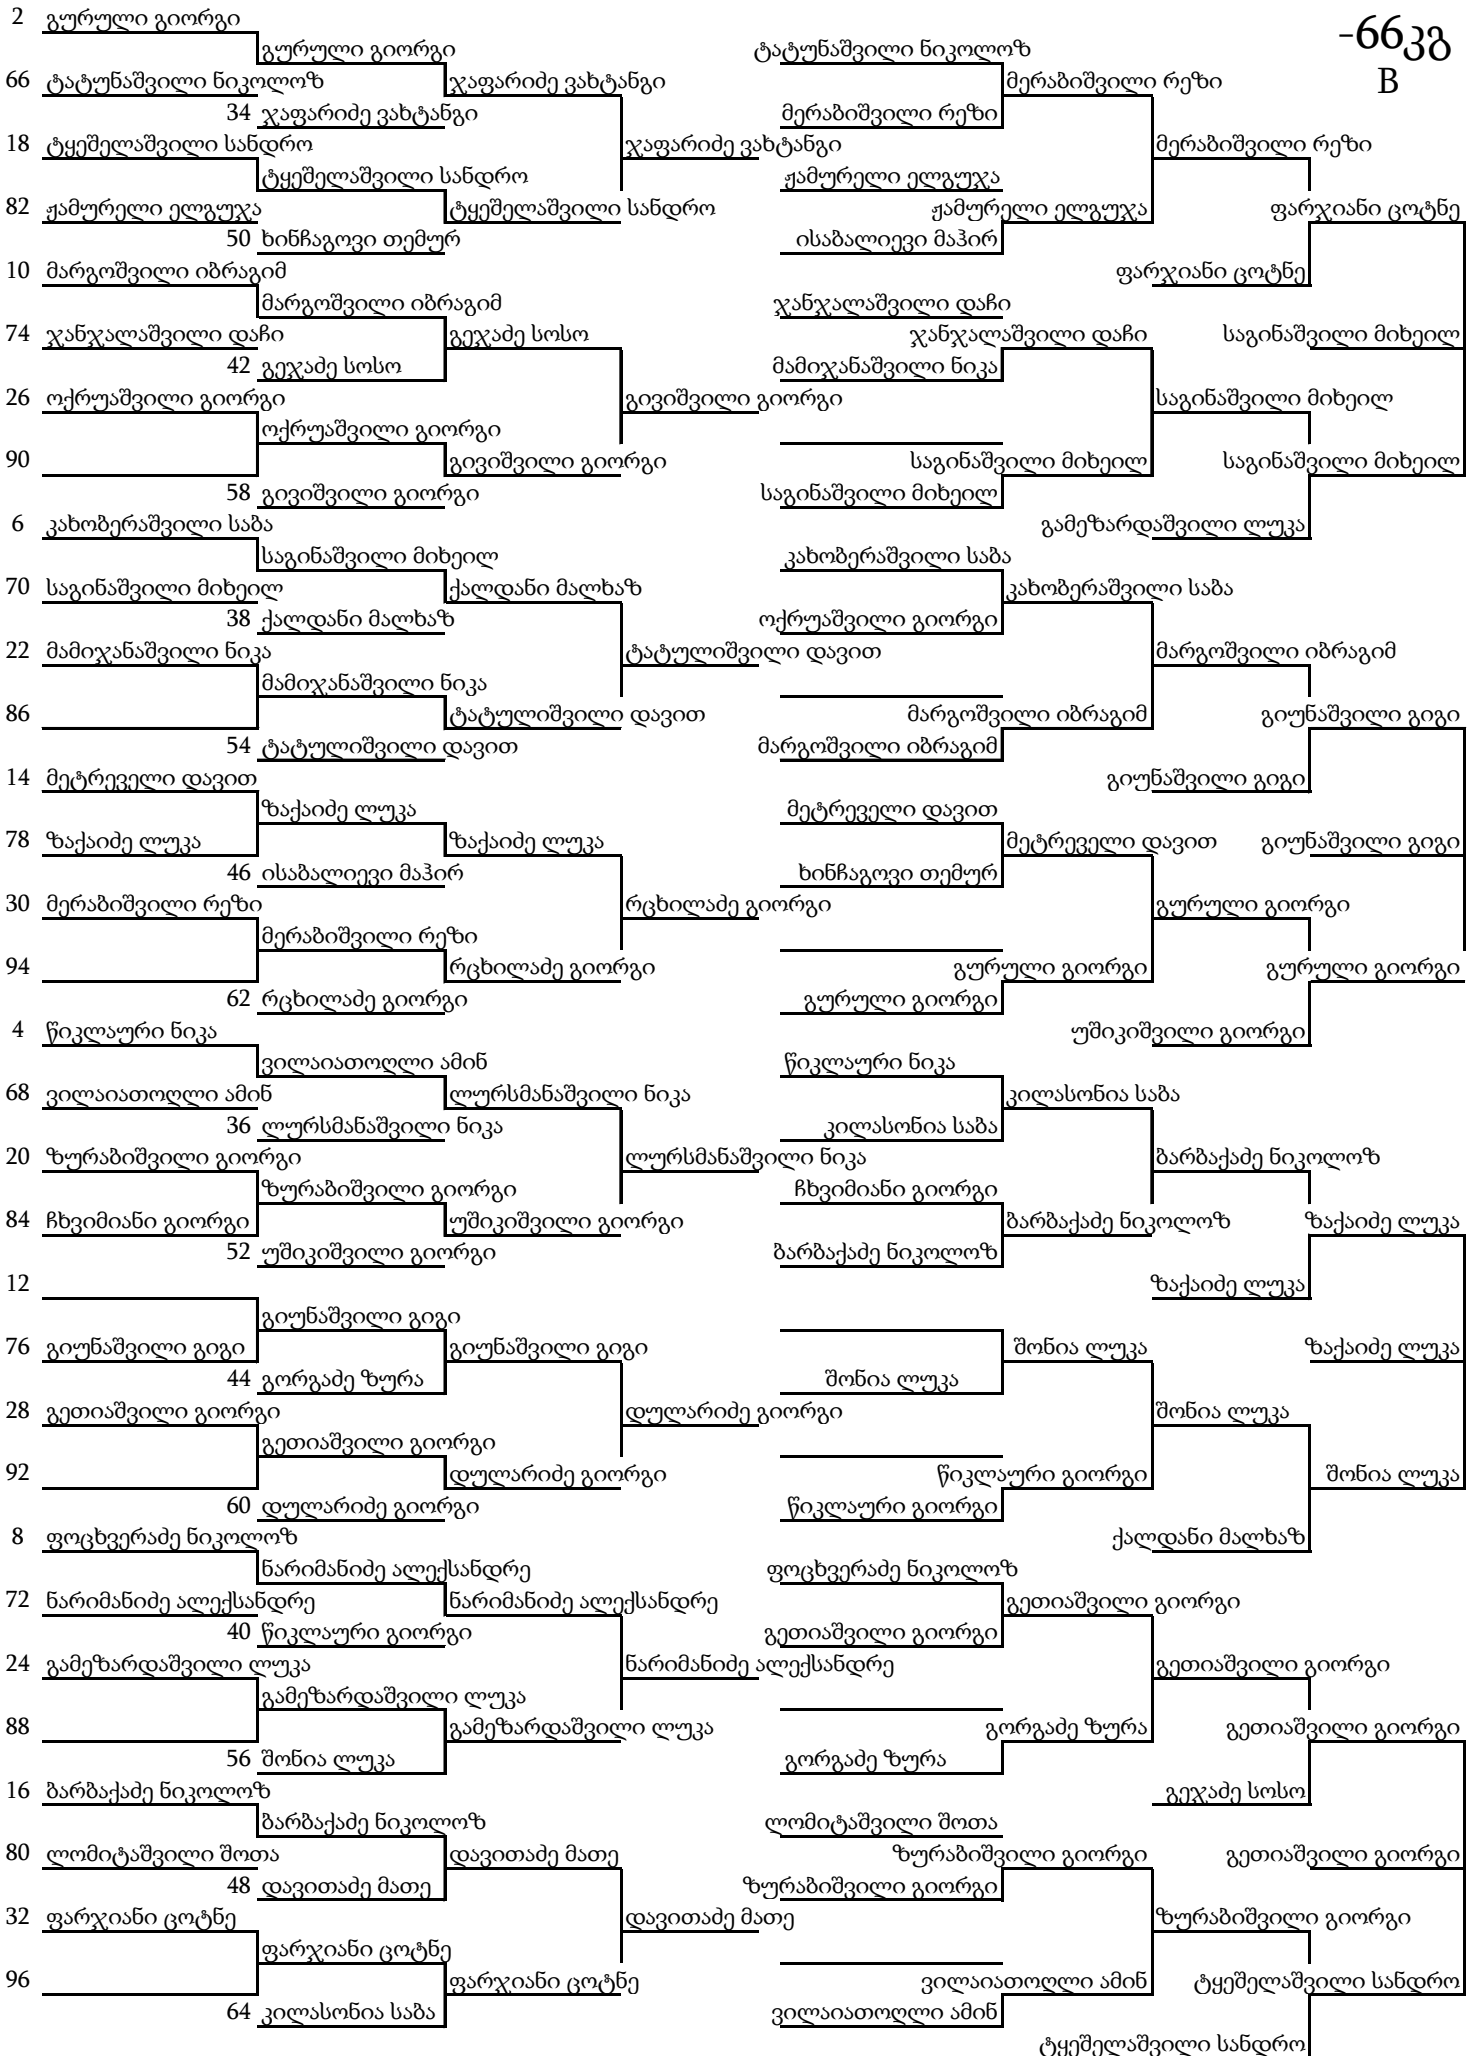 -66კგ
B
2 გურული გიორგი
გურული გიორგი
ტატუნაშვილი ნიკოლოზ
66 ტატუნაშვილი ნიკოლოზ
ჯაფარიძე ვახტანგი
მერაბიშვილი რეზი
34 ჯაფარიძე ვახტანგი
მერაბიშვილი რეზი
18 ტყეშელაშვილი სანდრო
ჯაფარიძე ვახტანგი
მერაბიშვილი რეზი
ტყეშელაშვილი სანდრო
ჟამურელი ელგუჯა
82 ჟამურელი ელგუჯა
ტყეშელაშვილი სანდრო
ჟამურელი ელგუჯა
ფარჯიანი ცოტნე
50 ხინჩაგოვი თემურ
ისაბალიევი მაჰირ
10 მარგოშვილი იბრაგიმ
ფარჯიანი ცოტნე
მარგოშვილი იბრაგიმ
ჯანჯალაშვილი დაჩი
74 ჯანჯალაშვილი დაჩი
გეჯაძე სოსო
ჯანჯალაშვილი დაჩი
საგინაშვილი მიხეილ
42 გეჯაძე სოსო
მამიჯანაშვილი ნიკა
26 ოქრუაშვილი გიორგი
გივიშვილი გიორგი
საგინაშვილი მიხეილ
ოქრუაშვილი გიორგი
90
გივიშვილი გიორგი
საგინაშვილი მიხეილ
საგინაშვილი მიხეილ
58 გივიშვილი გიორგი
საგინაშვილი მიხეილ
6 კახობერაშვილი საბა
გამეზარდაშვილი ლუკა
საგინაშვილი მიხეილ
კახობერაშვილი საბა
70 საგინაშვილი მიხეილ
ქალდანი მალხაზ
კახობერაშვილი საბა
38 ქალდანი მალხაზ
ოქრუაშვილი გიორგი
22 მამიჯანაშვილი ნიკა
ტატულიშვილი დავით
მარგოშვილი იბრაგიმ
მამიჯანაშვილი ნიკა
86
ტატულიშვილი დავით
მარგოშვილი იბრაგიმ
გიუნაშვილი გიგი
54 ტატულიშვილი დავით
მარგოშვილი იბრაგიმ
14 მეტრეველი დავით
გიუნაშვილი გიგი
ზაქაიძე ლუკა
მეტრეველი დავით
78 ზაქაიძე ლუკა
ზაქაიძე ლუკა
მეტრეველი დავით
გიუნაშვილი გიგი
46 ისაბალიევი მაჰირ
ხინჩაგოვი თემურ
30 მერაბიშვილი რეზი
რცხილაძე გიორგი
გურული გიორგი
მერაბიშვილი რეზი
94
რცხილაძე გიორგი
გურული გიორგი
გურული გიორგი
62 რცხილაძე გიორგი
გურული გიორგი
4 წიკლაური ნიკა
უშიკიშვილი გიორგი
ვილაიათოღლი ამინ
წიკლაური ნიკა
68 ვილაიათოღლი ამინ
ლურსმანაშვილი ნიკა
კილასონია საბა
36 ლურსმანაშვილი ნიკა
კილასონია საბა
20 ზურაბიშვილი გიორგი
ლურსმანაშვილი ნიკა
ბარბაქაძე ნიკოლოზ
ზურაბიშვილი გიორგი
ჩხვიმიანი გიორგი
84 ჩხვიმიანი გიორგი
უშიკიშვილი გიორგი
ბარბაქაძე ნიკოლოზ
ზაქაიძე ლუკა
52 უშიკიშვილი გიორგი
ბარბაქაძე ნიკოლოზ
12
ზაქაიძე ლუკა
გიუნაშვილი გიგი
76 გიუნაშვილი გიგი
გიუნაშვილი გიგი
შონია ლუკა
ზაქაიძე ლუკა
44 გორგაძე ზურა
შონია ლუკა
28 გეთიაშვილი გიორგი
დულარიძე გიორგი
შონია ლუკა
გეთიაშვილი გიორგი
92
დულარიძე გიორგი
წიკლაური გიორგი
შონია ლუკა
60 დულარიძე გიორგი
წიკლაური გიორგი
8 ფოცხვერაძე ნიკოლოზ
ქალდანი მალხაზ
ნარიმანიძე ალექსანდრე
ფოცხვერაძე ნიკოლოზ
72 ნარიმანიძე ალექსანდრე
ნარიმანიძე ალექსანდრე
გეთიაშვილი გიორგი
40 წიკლაური გიორგი
გეთიაშვილი გიორგი
24 გამეზარდაშვილი ლუკა
ნარიმანიძე ალექსანდრე
გეთიაშვილი გიორგი
გამეზარდაშვილი ლუკა
88
გამეზარდაშვილი ლუკა
გორგაძე ზურა
გეთიაშვილი გიორგი
56 შონია ლუკა
გორგაძე ზურა
16 ბარბაქაძე ნიკოლოზ
გეჯაძე სოსო
ბარბაქაძე ნიკოლოზ
ლომიტაშვილი შოთა
80 ლომიტაშვილი შოთა
დავითაძე მათე
ზურაბიშვილი გიორგი
გეთიაშვილი გიორგი
48 დავითაძე მათე
ზურაბიშვილი გიორგი
32 ფარჯიანი ცოტნე
დავითაძე მათე
ზურაბიშვილი გიორგი
ფარჯიანი ცოტნე
96
ფარჯიანი ცოტნე
ვილაიათოღლი ამინ
ტყეშელაშვილი სანდრო
64 კილასონია საბა
ვილაიათოღლი ამინ
ტყეშელაშვილი სანდრო